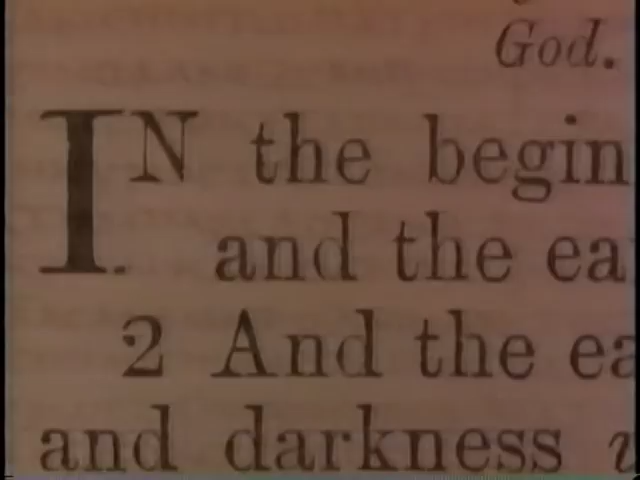 God.
IN the begin
and the ea
2 And the ea
and darkness